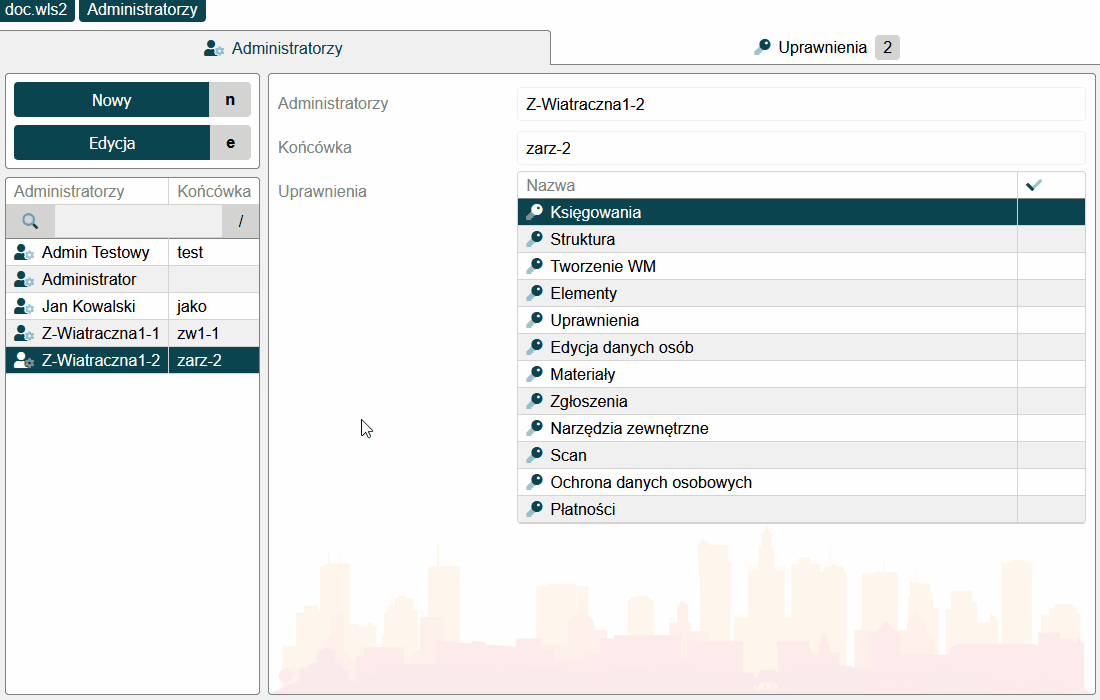 doc.wls2 Administratorzy
Administratorzy
Uprawnienia 2
Nowy n
Edycja e
Administratorzy Końcówka
/
Admin Testowy test
Administrator
Jan Kowalski jako
Z-Wiatraczna1-1 zw1-1
Z-Wiatraczna1-2 zarz-2
Administratorzy Z-Wiatraczna1-2
Końcówka zarz-2
Uprawnienia
Nazwa
Księgowania
Struktura
Tworzenie WM
Elementy
Uprawnienia
Edycja danych osób
Materiały
Zgłoszenia
Narzędzia zewnętrzne
Scan
Ochrona danych osobowych
Płatności